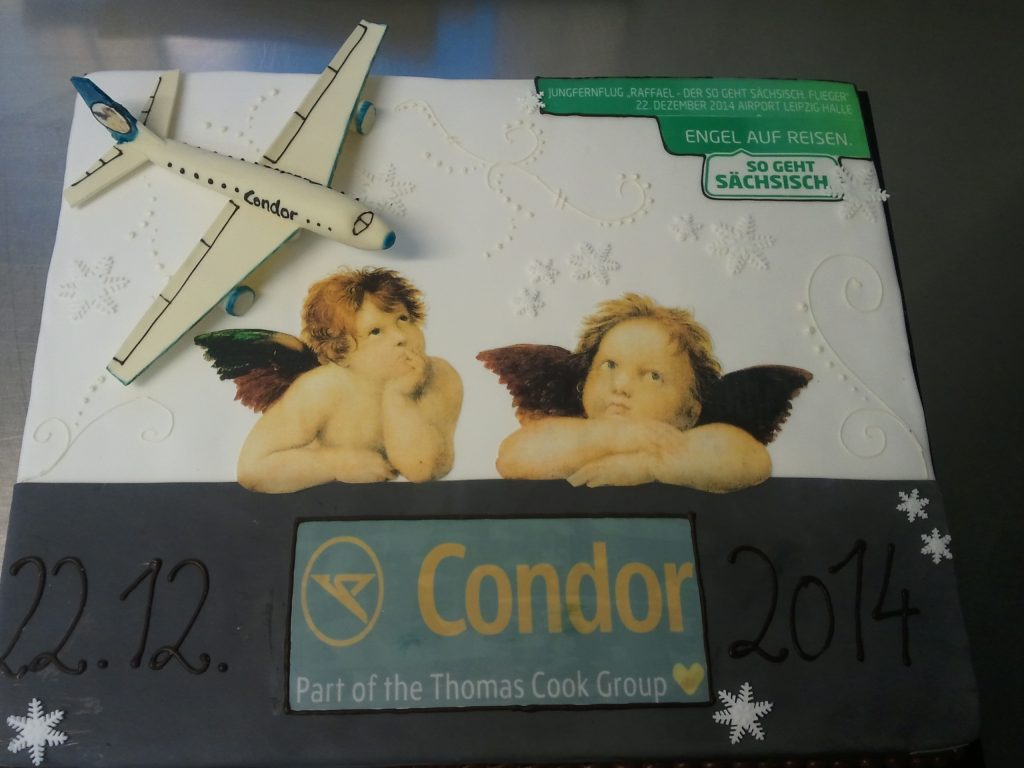 JUNGFERNFLUG „RAFFAEL - DER SO GEHT SÄCHSISCH. FLIEGER“
22. DEZEMBER 2014 AIRPORT LEIPZIG HALLE
ENGEL AUF REISEN.
SO GEHT
SÄCHSISCH.
Condor
22.12.
Condor
Part of the Thomas Cook Group
2014